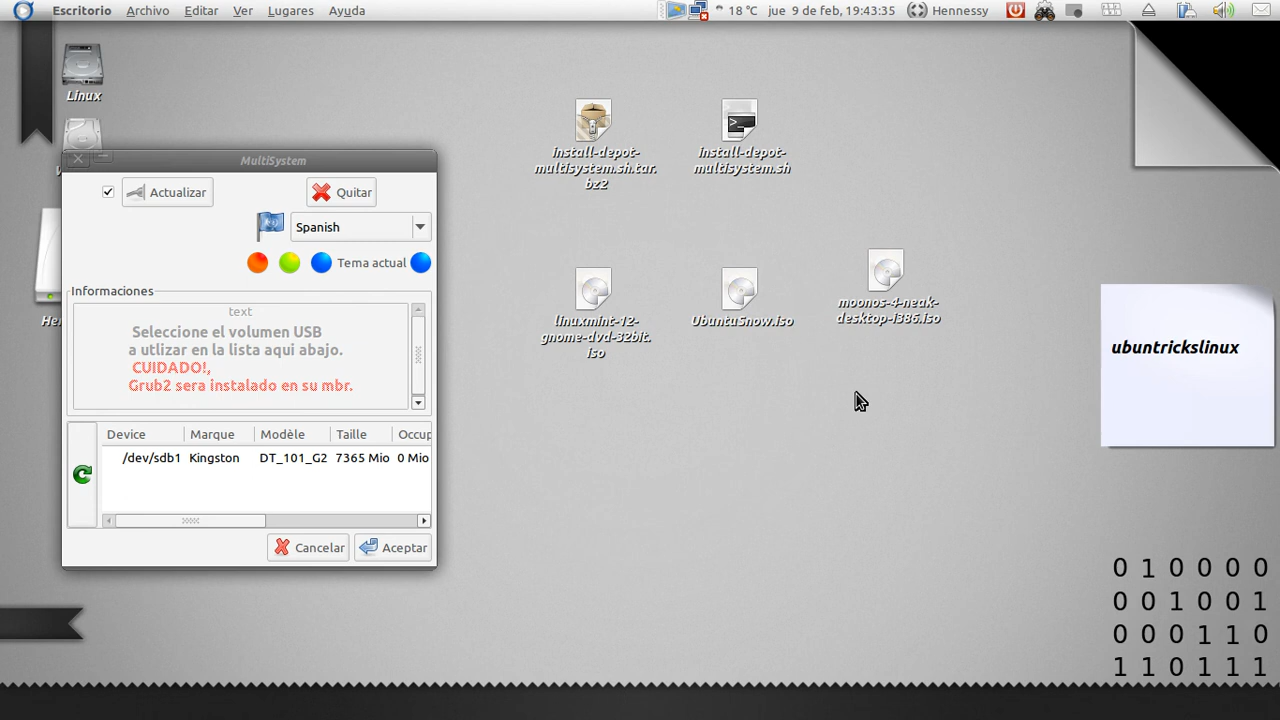 Escritorio Archivo Editar Ver Lugares Ayuda 18 °C jue 9 de feb, 19:43:35 Hennessy
Linux
MultiSystem
Actualizar Quitar
Spanish
Tema actual
Informaciones
text
Seleccione el volumen USB
a utlizar en la lista aqui abajo.
CUIDADO!,
Grub2 sera instalado en su mbr.
Device Marque Modèle Taille Occup
/dev/sdb1 Kingston DT_101_G2 7365 Mio 0 Mio
Cancelar Aceptar
install-depot-
multisystem.sh.tar.
bz2
install-depot-
multisystem.sh
linuxmint-12-
gnome-dvd-32bit.
iso
UbuntuSnow.iso
moonos-4-neak-
desktop-i386.iso
ubuntrickslinux
0 1 0 0 0 0
0 0 1 0 0 1
0 0 0 1 1 0
1 1 0 1 1 1